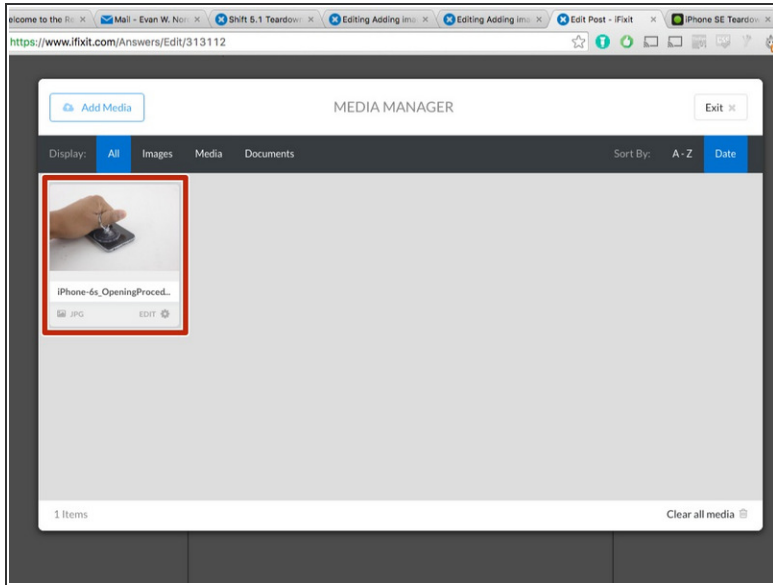 elcome to the Re
Mail - Evan W. Nor
Shift 5.1 Teardow
Editing Adding ima
Editing Adding ima
Edit Post - iFixit
iPhone SE Teardow
https://www.ifixit.com/Answers/Edit/313112
Add Media
MEDIA MANAGER
Exit
Display:
All
Images
Media
Documents
Sort By:
A - Z
Date
iPhone-6s_OpeningProced...
JPG
EDIT
1 Items
Clear all media